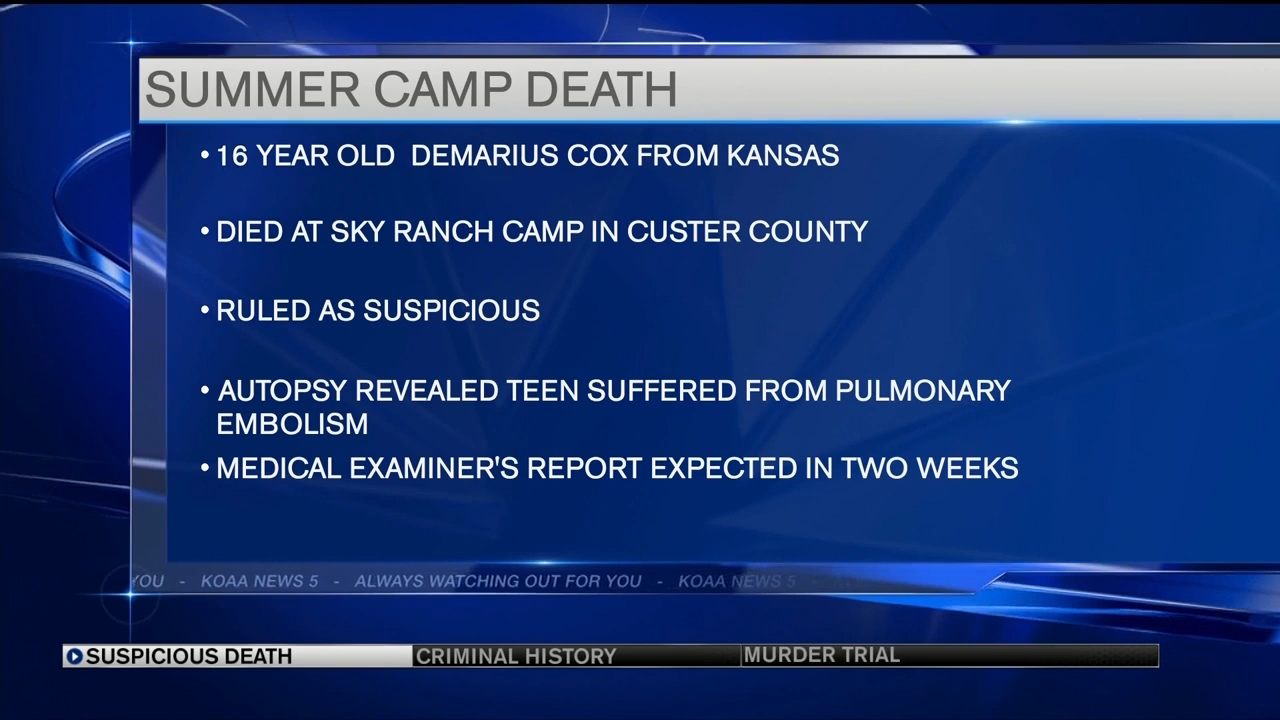 SUMMER CAMP DEATH
• 16 YEAR OLD  DEMARIUS COX FROM KANSAS
• DIED AT SKY RANCH CAMP IN CUSTER COUNTY
• RULED AS SUSPICIOUS
• AUTOPSY REVEALED TEEN SUFFERED FROM PULMONARY
EMBOLISM
• MEDICAL EXAMINER'S REPORT EXPECTED IN TWO WEEKS
YOU - KOAA NEWS 5 - ALWAYS WATCHING OUT FOR YOU - KOAA NEWS 5 -
SUSPICIOUS DEATH CRIMINAL HISTORY MURDER TRIAL